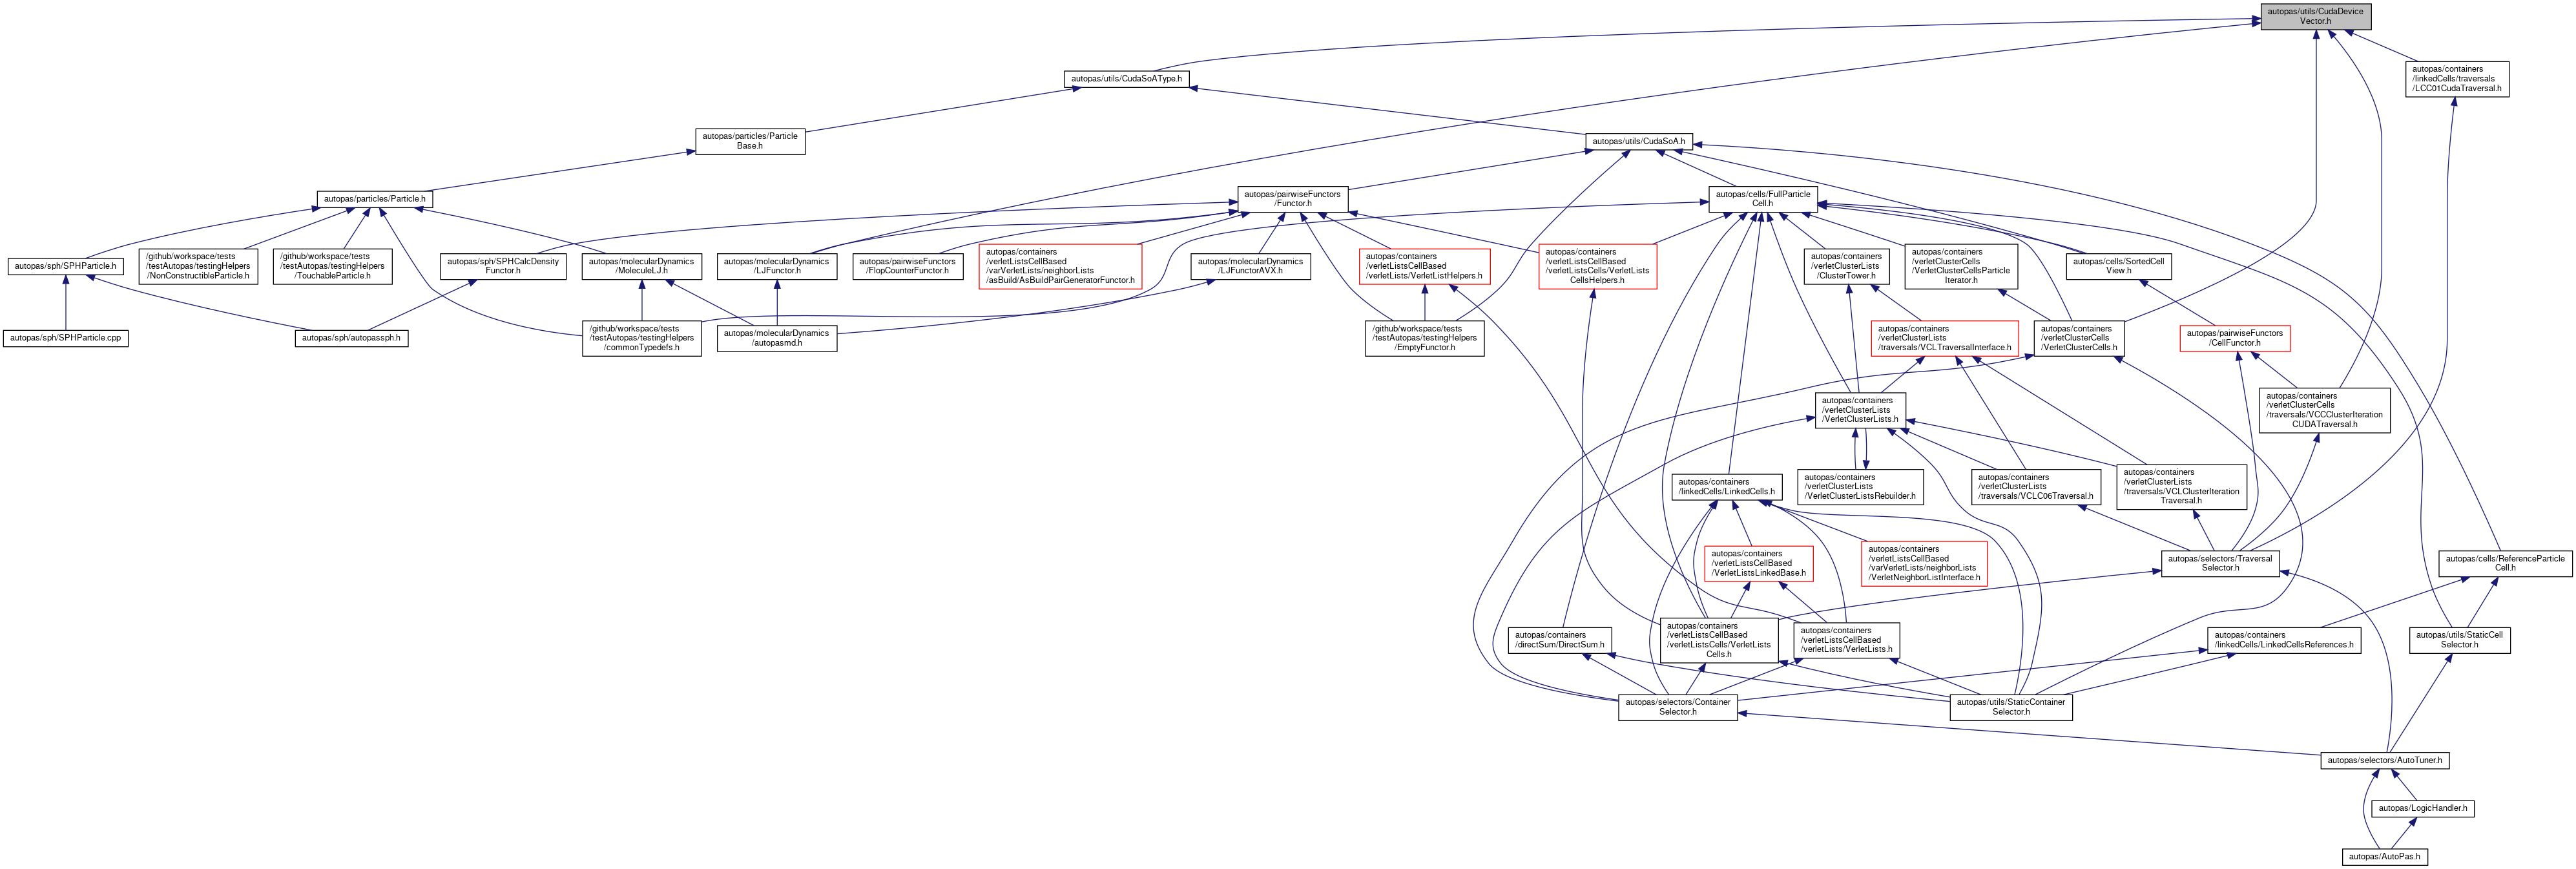 autopas/utils/CudaDevice
Vector.h
autopas/utils/CudaSoAType.h
autopas/containers
/linkedCells/traversals
/LCC01CudaTraversal.h
autopas/particles/Particle
Base.h
autopas/utils/CudaSoA.h
autopas/particles/Particle.h
autopas/pairwiseFunctors
/Functor.h
autopas/cells/FullParticle
Cell.h
autopas/sph/SPHParticle.h
/github/workspace/tests
/testAutopas/testingHelpers
/NonConstructibleParticle.h
/github/workspace/tests
/testAutopas/testingHelpers
/TouchableParticle.h
autopas/sph/SPHCalcDensity
Functor.h
autopas/molecularDynamics
/MoleculeLJ.h
autopas/molecularDynamics
/LJFunctor.h
autopas/pairwiseFunctors
/FlopCounterFunctor.h
autopas/containers
/verletListsCellBased
/varVerletLists/neighborLists
/asBuild/AsBuildPairGeneratorFunctor.h
autopas/molecularDynamics
/LJFunctorAVX.h
autopas/containers
/verletListsCellBased
/verletLists/VerletListHelpers.h
autopas/containers
/verletListsCellBased
/verletListsCells/VerletLists
CellsHelpers.h
autopas/containers
/verletClusterLists
/ClusterTower.h
autopas/containers
/verletClusterCells
/VerletClusterCellsParticle
Iterator.h
autopas/cells/SortedCell
View.h
autopas/sph/SPHParticle.cpp
autopas/sph/autopassph.h
/github/workspace/tests
/testAutopas/testingHelpers
/commonTypedefs.h
autopas/molecularDynamics
/autopasmd.h
/github/workspace/tests
/testAutopas/testingHelpers
/EmptyFunctor.h
autopas/containers
/verletClusterLists
/traversals/VCLTraversalInterface.h
autopas/containers
/verletClusterCells
/VerletClusterCells.h
autopas/pairwiseFunctors
/CellFunctor.h
autopas/containers
/verletClusterLists
/VerletClusterLists.h
autopas/containers
/verletClusterCells
/traversals/VCCClusterIteration
CUDATraversal.h
autopas/containers
/linkedCells/LinkedCells.h
autopas/containers
/verletClusterLists
/VerletClusterListsRebuilder.h
autopas/containers
/verletClusterLists
/traversals/VCLC06Traversal.h
autopas/containers
/verletClusterLists
/traversals/VCLClusterIteration
Traversal.h
autopas/containers
/verletListsCellBased
/VerletListsLinkedBase.h
autopas/containers
/verletListsCellBased
/varVerletLists/neighborLists
/VerletNeighborListInterface.h
autopas/selectors/Traversal
Selector.h
autopas/cells/ReferenceParticle
Cell.h
autopas/containers
/directSum/DirectSum.h
autopas/containers
/verletListsCellBased
/verletListsCells/VerletLists
Cells.h
autopas/containers
/verletListsCellBased
/verletLists/VerletLists.h
autopas/containers
/linkedCells/LinkedCellsReferences.h
autopas/utils/StaticCell
Selector.h
autopas/selectors/Container
Selector.h
autopas/utils/StaticContainer
Selector.h
autopas/selectors/AutoTuner.h
autopas/LogicHandler.h
autopas/AutoPas.h